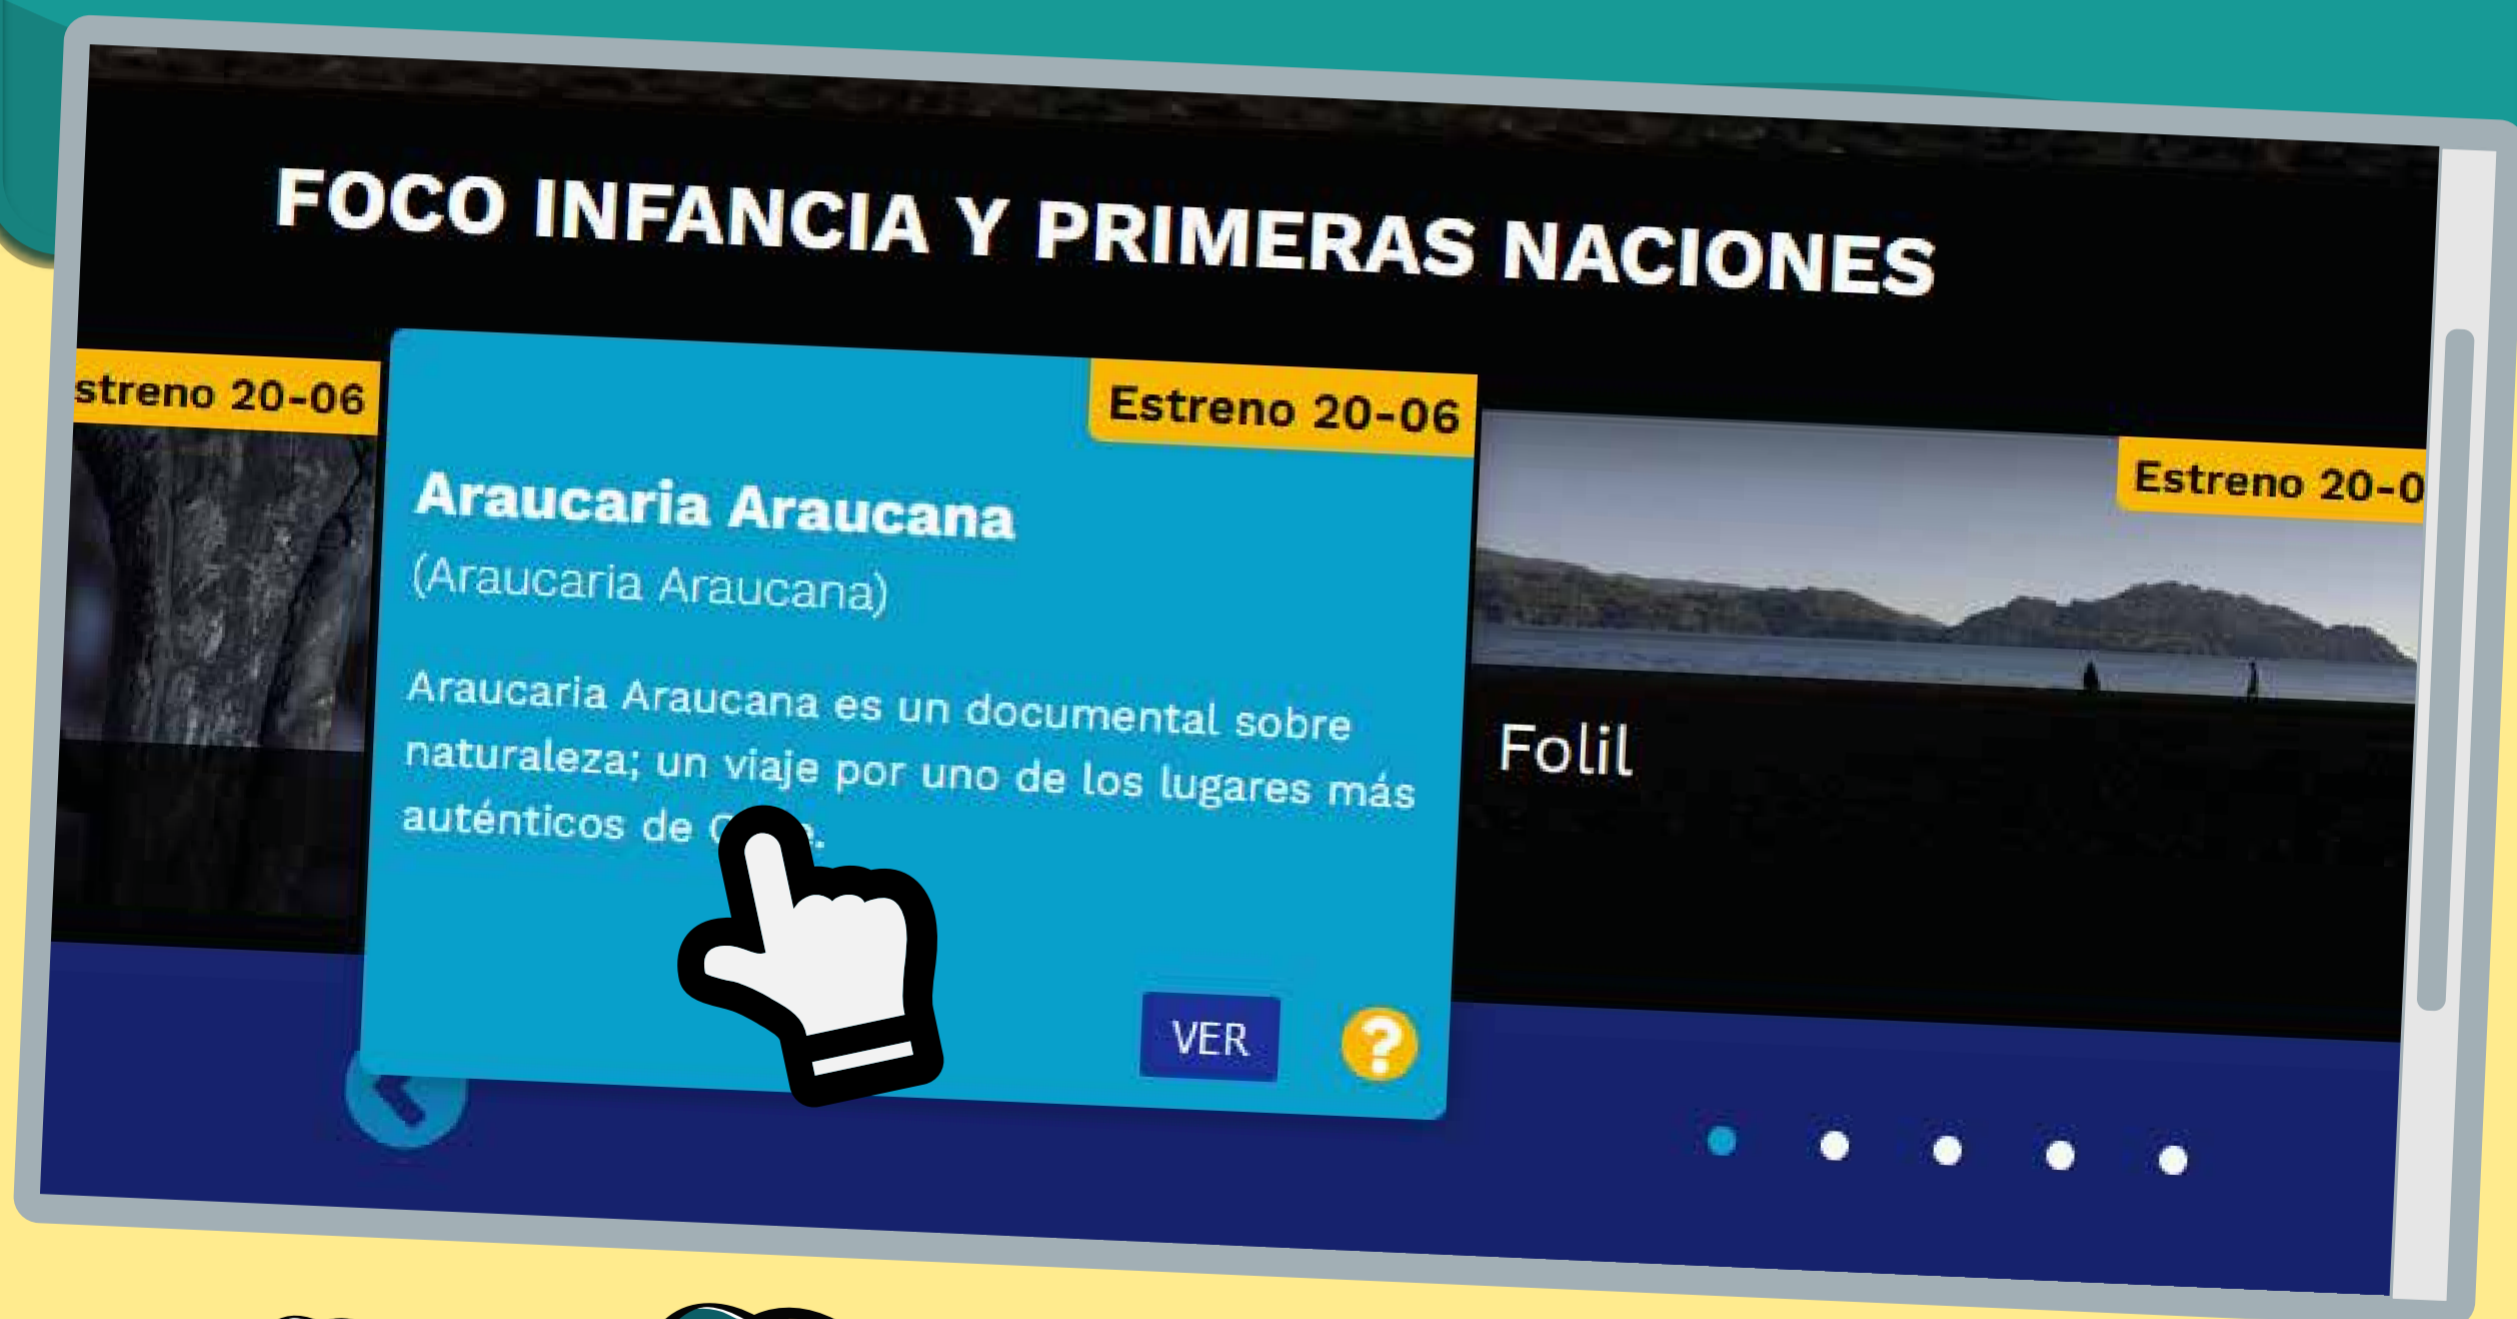 FOCO INFANCIA Y PRIMERAS NACIONES
streno 20-06
Estreno 20-06
Estreno 20-0
Araucaria Araucana
(Araucaria Araucana)
Araucaria Araucana es un documental sobre
naturaleza; un viaje por uno de los lugares más
auténticos de
Folil
VER
?